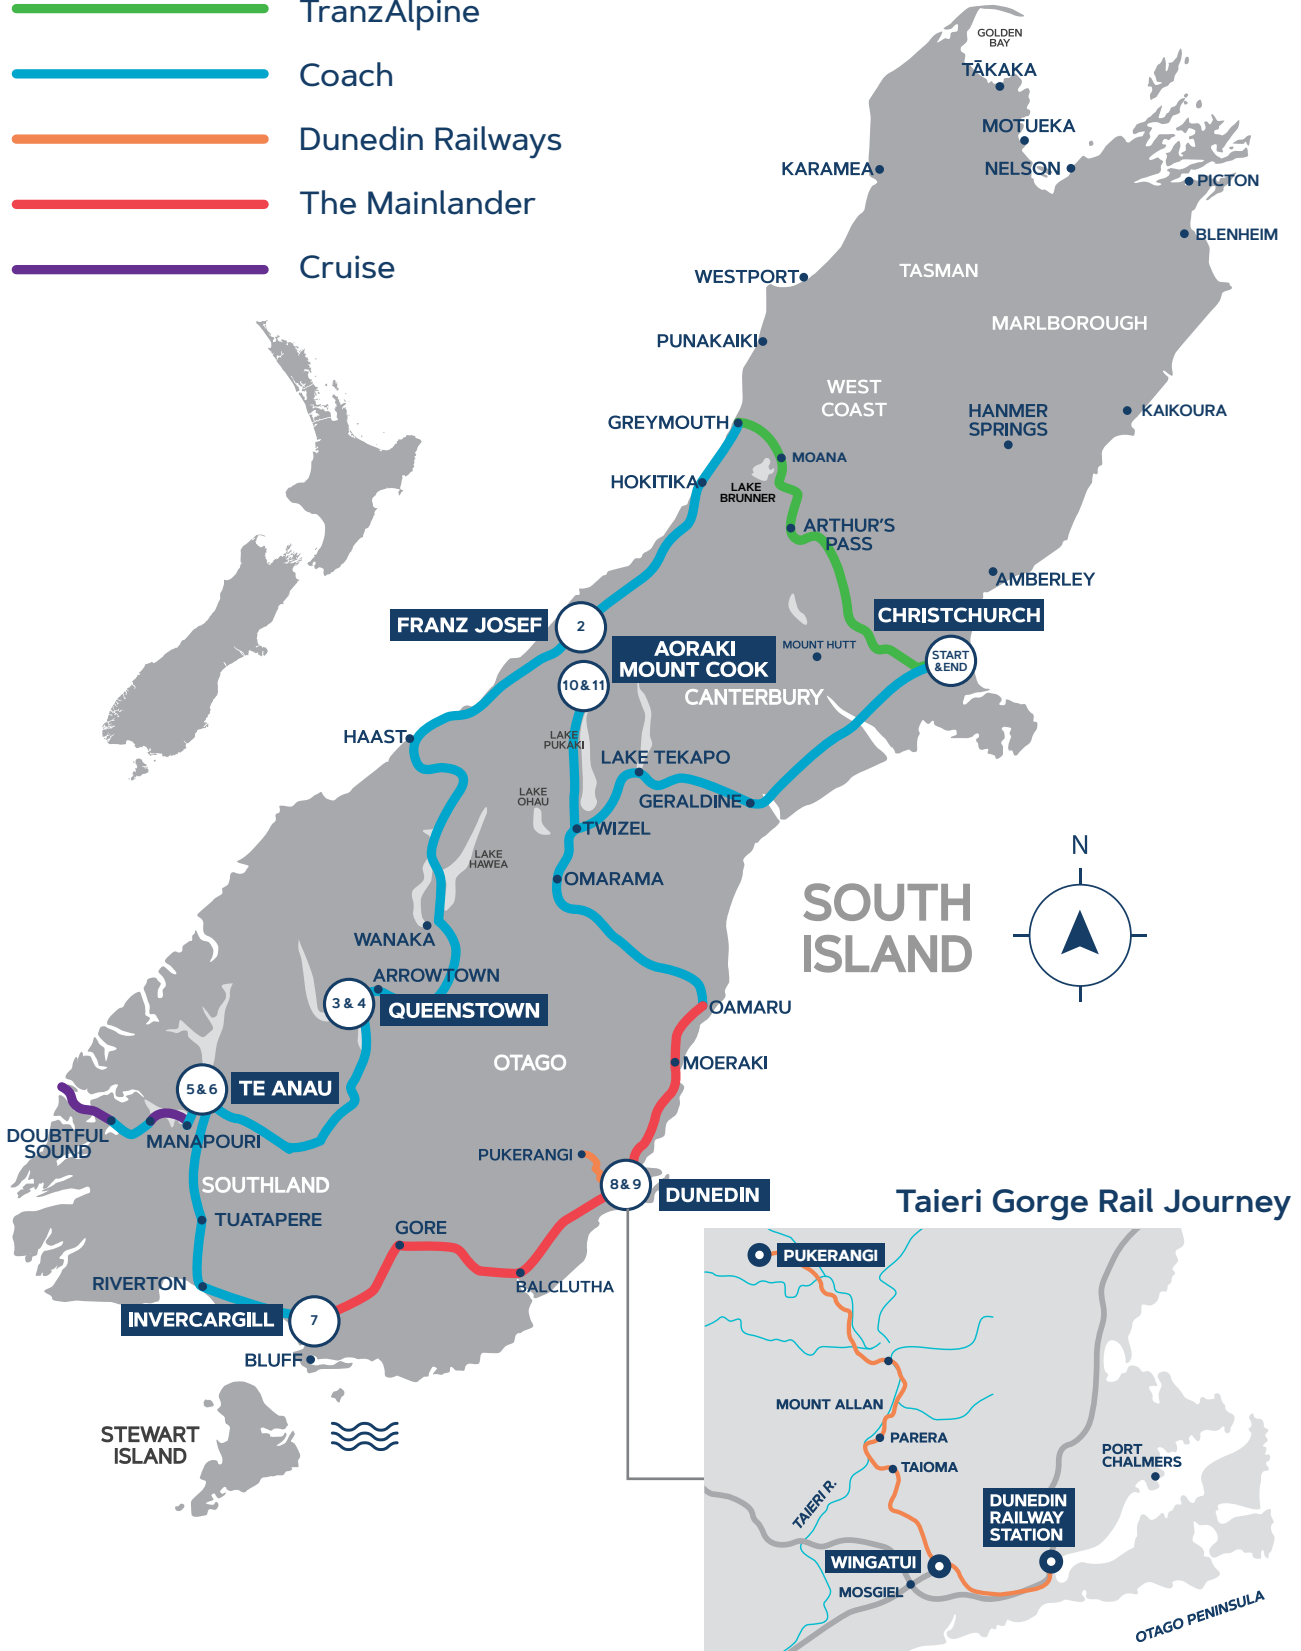 TranzAlpine
Coach
Dunedin Railways
The Mainlander
Cruise
GOLDEN
BAY
TĀKAKA
MOTUEKA
KARAMEA
NELSON
PICTON
BLENHEIM
WESTPORT
TASMAN
MARLBOROUGH
PUNAKAIKI
WEST
COAST
GREYMOUTH
HANMER
SPRINGS
KAIKOURA
MOANA
HOKITIKA
LAKE
BRUNNER
ARTHUR'S
PASS
AMBERLEY
CHRISTCHURCH
FRANZ JOSEF
2
AORAKI
MOUNT COOK
MOUNT HUTT
START
& END
10 & 11
CANTERBURY
HAAST
LAKE
PUKAKI
LAKE TEKAPO
LAKE
OHAU
GERALDINE
TWIZEL
N
LAKE
HAWEA
OMARAMA
SOUTH
ISLAND
WANAKA
ARROWTOWN
3 & 4
QUEENSTOWN
OAMARU
OTAGO
MOERAKI
5 & 6
TE ANAU
DOUBTFUL
SOUND
MANAPOURI
PUKERANGI
SOUTHLAND
8 & 9
DUNEDIN
TUATAPERE
GORE
RIVERTON
BALCLUTHA
INVERCARGILL
7
BLUFF
STEWART
ISLAND
Taieri Gorge Rail Journey
PUKERANGI
MOUNT ALLAN
PARERA
TAIOMA
PORT
CHALMERS
TAIERI R.
DUNEDIN
RAILWAY
STATION
WINGATUI
MOSGIEL
OTAGO PENINSULA